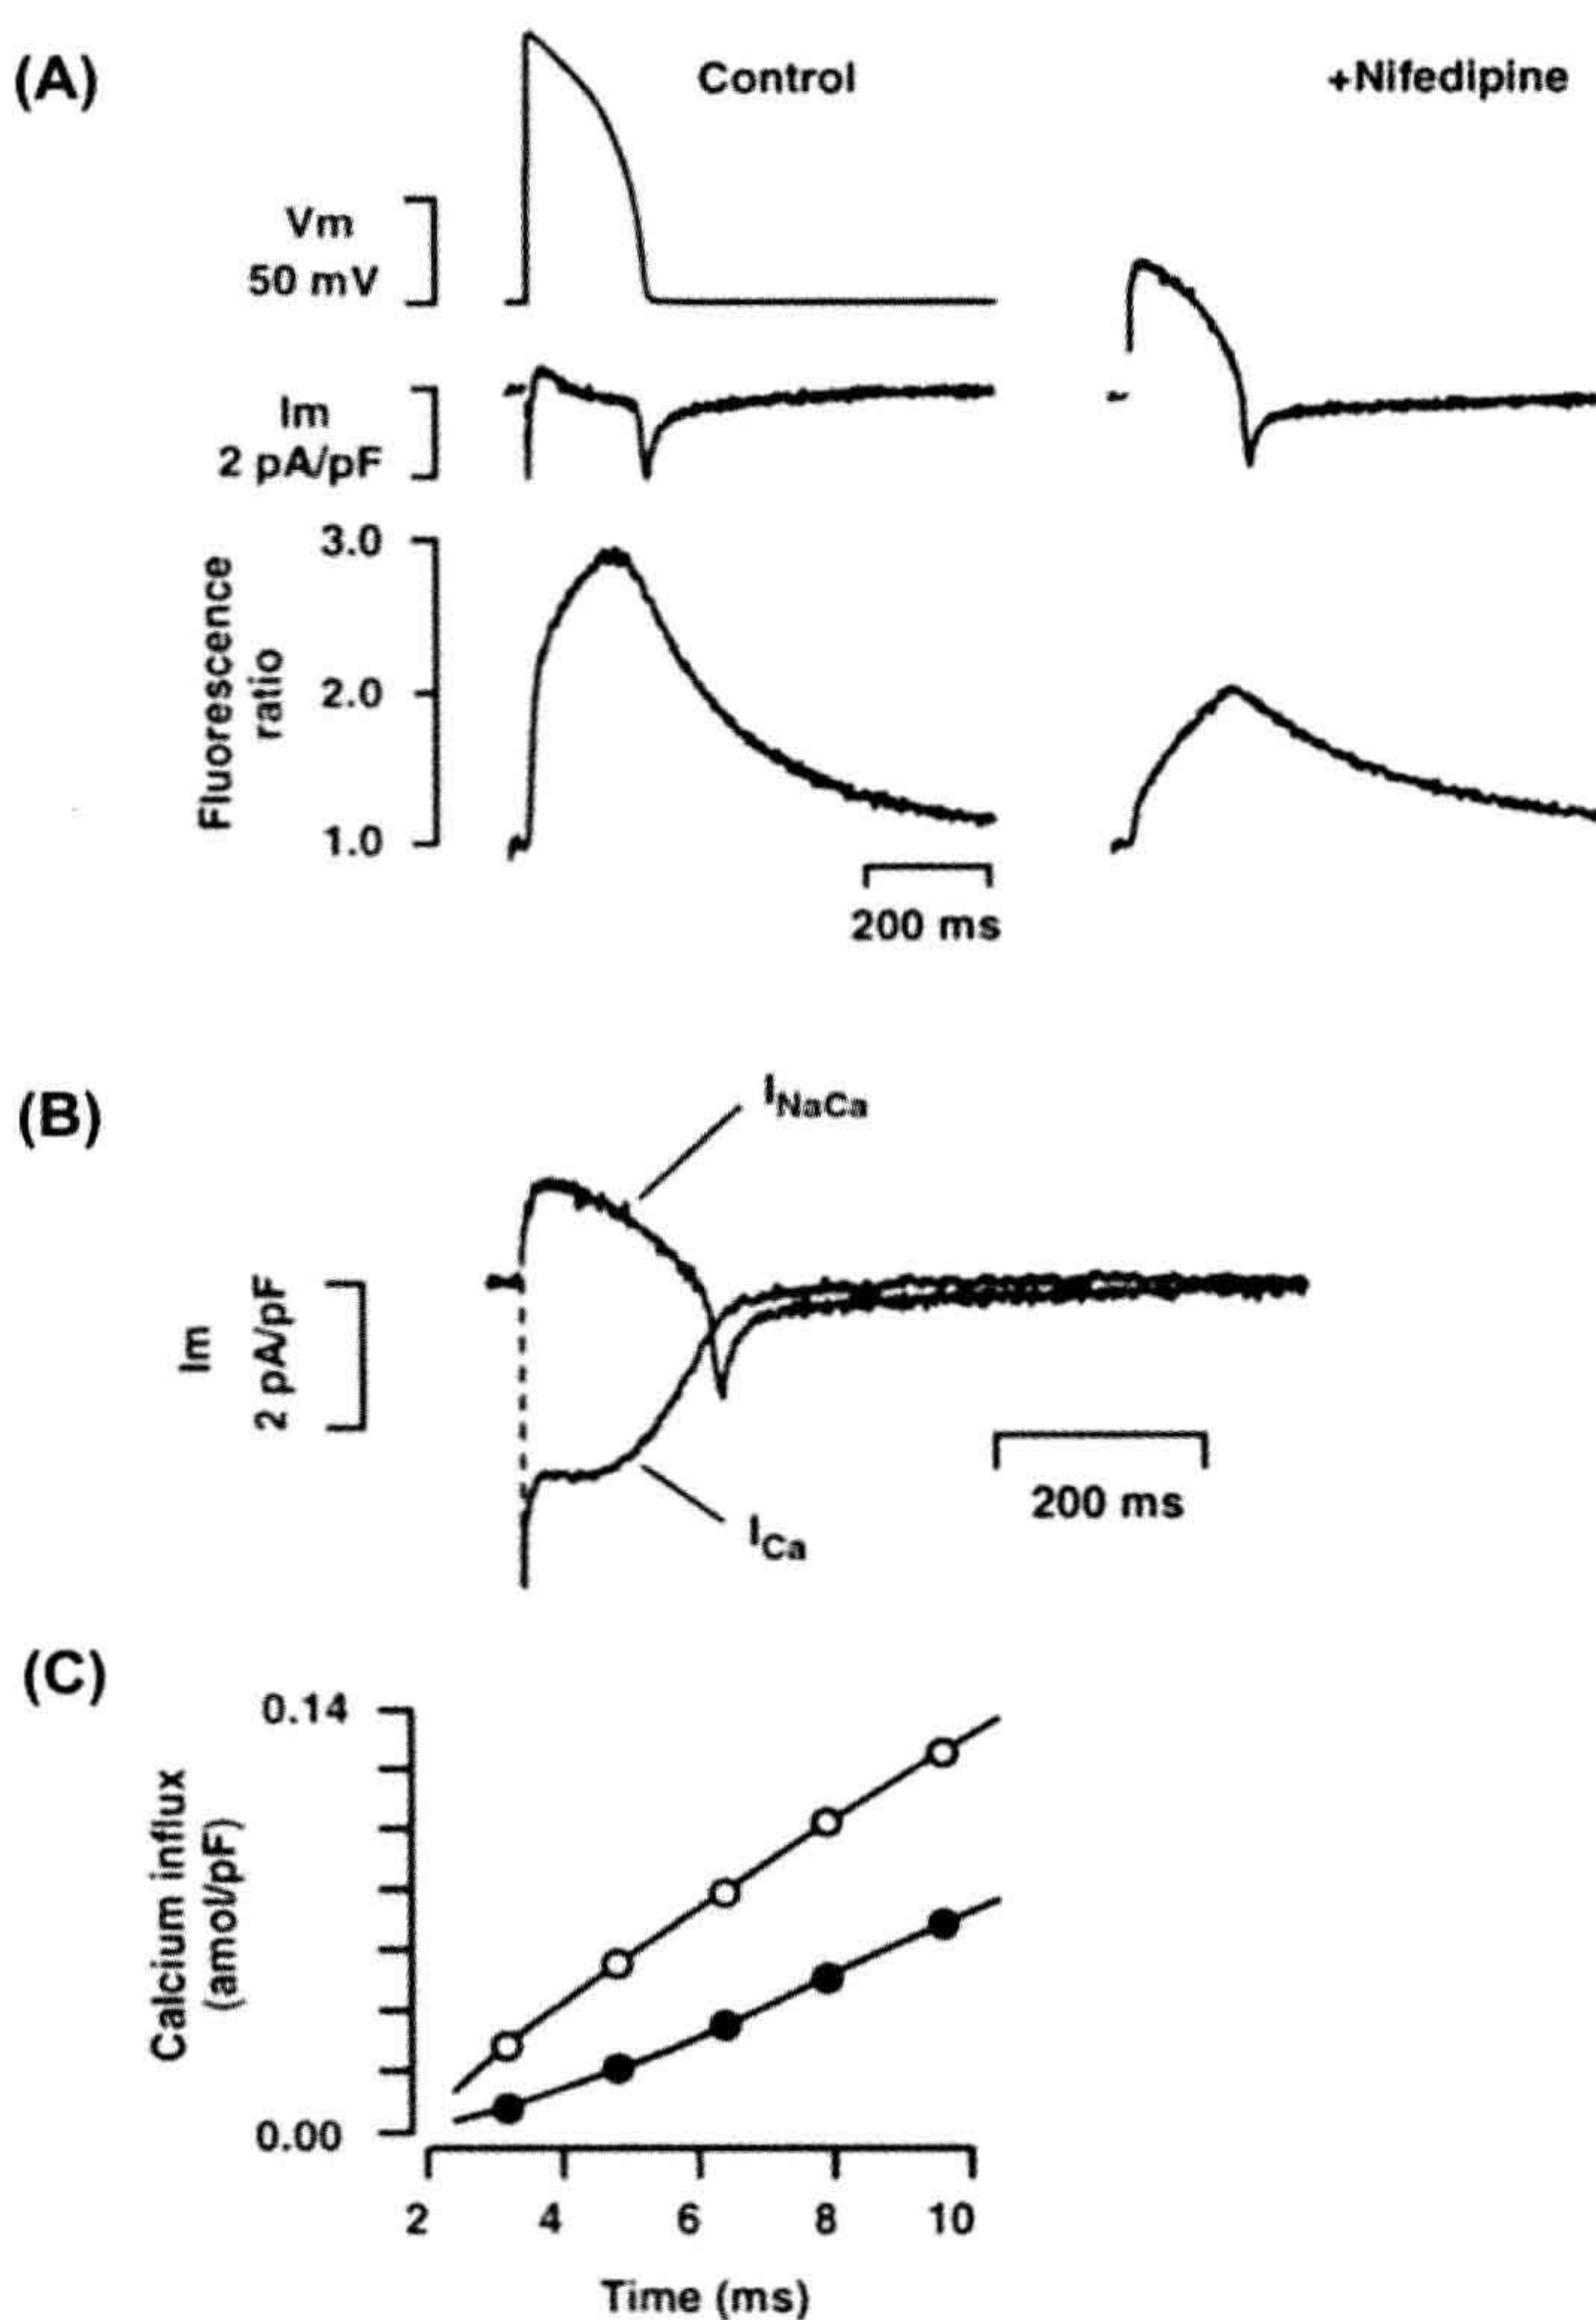 (A)
Control
+Nifedipine
Vm
50 mV
Im
2 pA/pF
Fluorescence
ratio
3.0
2.0
1.0
200 ms
(B)
INaCa
Im
2 pA/pF
200 ms
ICa
(C)
Calcium influx
(amol/pF)
0.14
0.00
2 4 6 8 10
Time (ms)